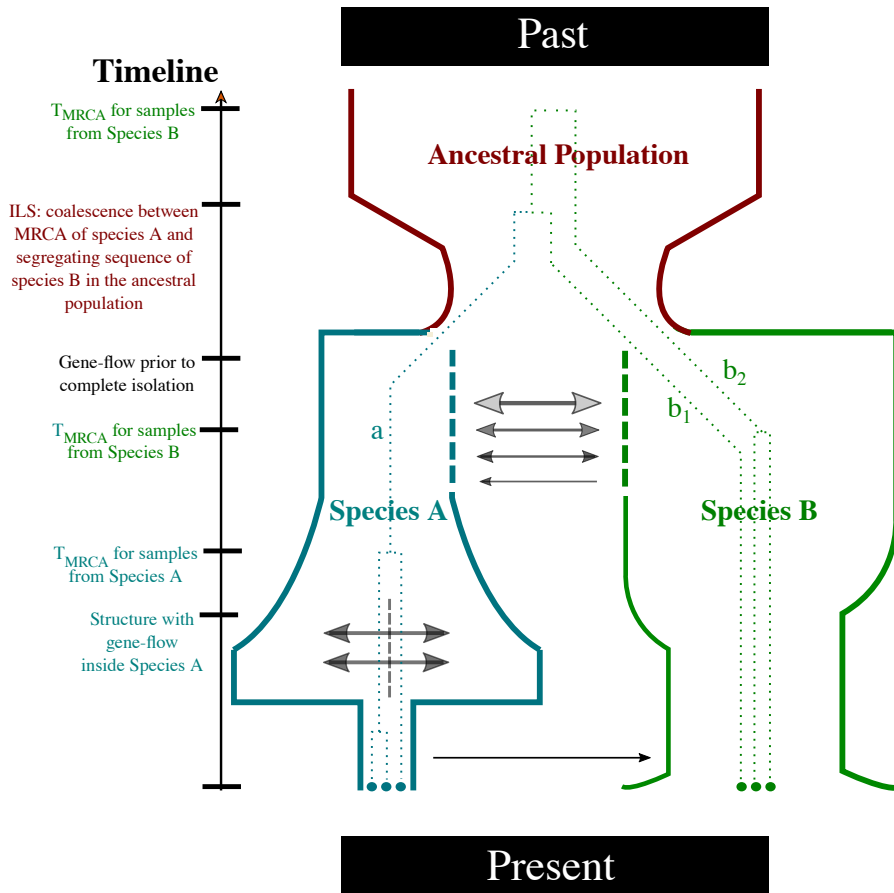 Past
Timeline
TMRCA for samples
from Species B
Ancestral Population
ILS: coalescence between
MRCA of species A and
segregating sequence of
species B in the ancestral
population
Gene-flow prior to
complete isolation
b2
b1
a
TMRCA for samples
from Species B
Species A
Species B
TMRCA for samples
from Species A
Structure with
gene-flow
inside Species A
Present